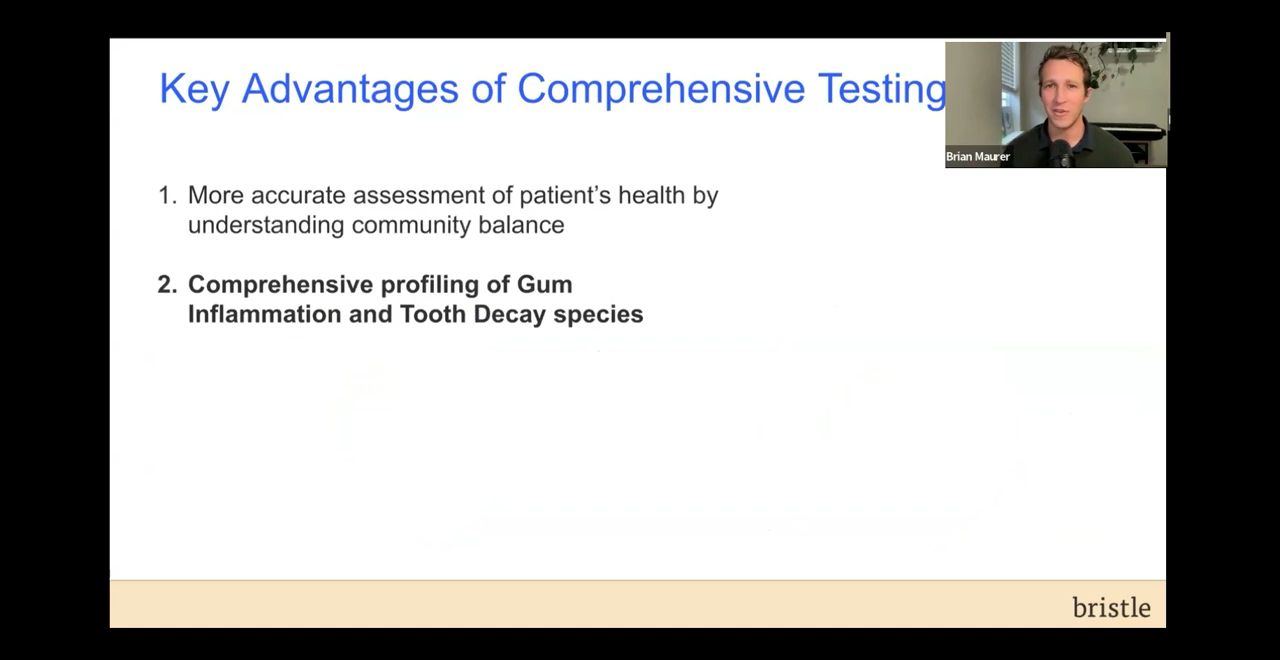 Key Advantages of Comprehensive Testing
Brian Maurer
1. More accurate assessment of patient’s health by
understanding community balance
2. Comprehensive profiling of Gum
Inflammation and Tooth Decay species
bristle